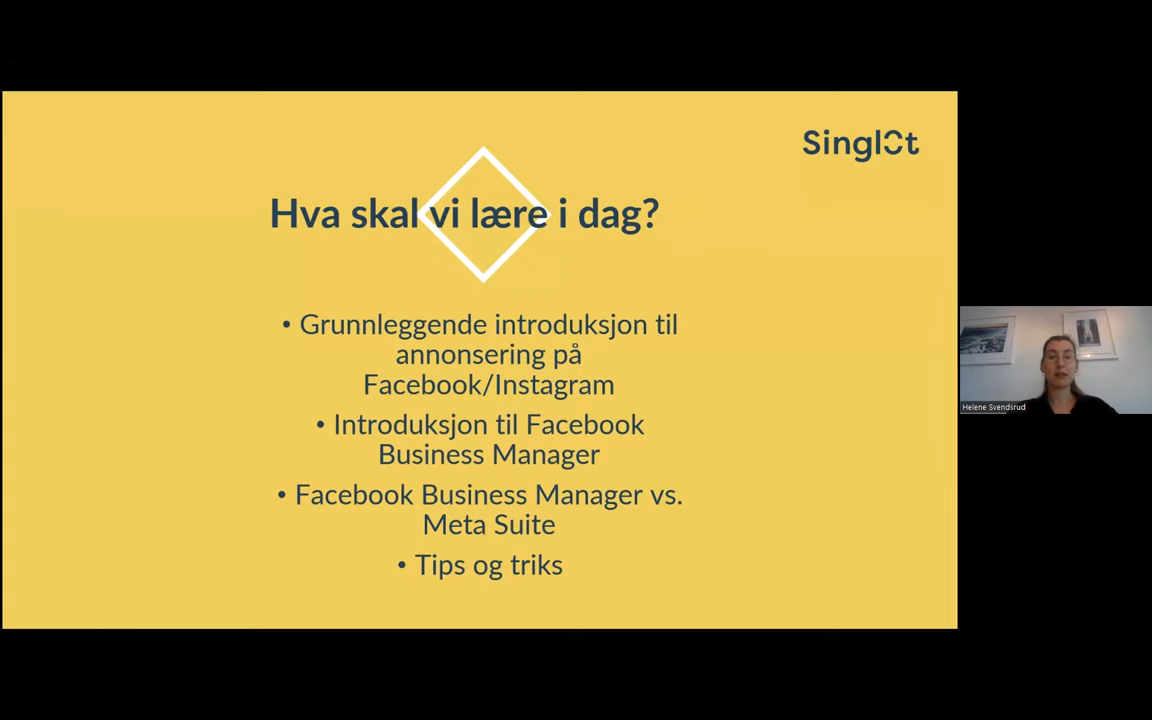 Singlot
Hva skal vi lære i dag?
• Grunnleggende introduksjon til
annonsering på
Facebook/Instagram
• Introduksjon til Facebook
Business Manager
• Facebook Business Manager vs.
Meta Suite
• Tips og triks
Helene Svendsrud